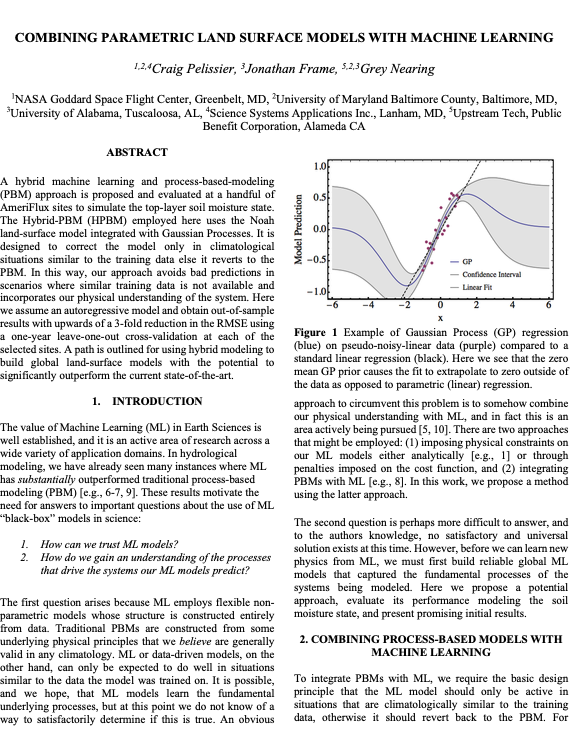 COMBINING PARAMETRIC LAND SURFACE MODELS WITH MACHINE LEARNING
1,2,4Craig Pelissier, 3Jonathan Frame, 5,2,3Grey Nearing
1NASA Goddard Space Flight Center, Greenbelt, MD, 2University of Maryland Baltimore County, Baltimore, MD,
3University of Alabama, Tuscaloosa, AL, 4Science Systems Applications Inc., Lanham, MD, 5Upstream Tech, Public
Benefit Corporation, Alameda CA
ABSTRACT
A hybrid machine learning and process-based-modeling
(PBM) approach is proposed and evaluated at a handful of
AmeriFlux sites to simulate the top-layer soil moisture state.
The Hybrid-PBM (HPBM) employed here uses the Noah
land-surface model integrated with Gaussian Processes. It is
designed to correct the model only in climatological
situations similar to the training data else it reverts to the
PBM. In this way, our approach avoids bad predictions in
scenarios where similar training data is not available and
incorporates our physical understanding of the system. Here
we assume an autoregressive model and obtain out-of-sample
results with upwards of a 3-fold reduction in the RMSE using
a one-year leave-one-out cross-validation at each of the
selected sites. A path is outlined for using hybrid modeling to
build global land-surface models with the potential to
significantly outperform the current state-of-the-art.
1. INTRODUCTION
The value of Machine Learning (ML) in Earth Sciences is
well established, and it is an active area of research across a
wide variety of application domains. In hydrological
modeling, we have already seen many instances where ML
has substantially outperformed traditional process-based
modeling (PBM) [e.g., 6-7, 9]. These results motivate the
need for answers to important questions about the use of ML
“black-box” models in science:
1. How can we trust ML models?
2. How do we gain an understanding of the processes
that drive the systems our ML models predict?
The first question arises because ML employs flexible non-
parametric models whose structure is constructed entirely
from data. Traditional PBMs are constructed from some
underlying physical principles that we believe are generally
valid in any climatology. ML or data-driven models, on the
other hand, can only be expected to do well in situations
similar to the data the model was trained on. It is possible,
and we hope, that ML models learn the fundamental
underlying processes, but at this point we do not know of a
way to satisfactorily determine if this is true. An obvious
Model Prediction
1.0
0.5
0.0
−0.5
−1.0
GP
Confidence Interval
Linear Fit
−6 −4 −2 0 2 4 6
x
Figure 1 Example of Gaussian Process (GP) regression
(blue) on pseudo-noisy-linear data (purple) compared to a
standard linear regression (black). Here we see that the zero
mean GP prior causes the fit to extrapolate to zero outside of
the data as opposed to parametric (linear) regression.
approach to circumvent this problem is to somehow combine
our physical understanding with ML, and in fact this is an
area actively being pursued [5, 10]. There are two approaches
that might be employed: (1) imposing physical constraints on
our ML models either analytically [e.g., 1] or through
penalties imposed on the cost function, and (2) integrating
PBMs with ML [e.g., 8]. In this work, we propose a method
using the latter approach.
The second question is perhaps more difficult to answer, and
to the authors knowledge, no satisfactory and universal
solution exists at this time. However, before we can learn new
physics from ML, we must first build reliable global ML
models that captured the fundamental processes of the
systems being modeled. Here we propose a potential
approach, evaluate its performance modeling the soil
moisture state, and present promising initial results.
2. COMBINING PROCESS-BASED MODELS WITH
MACHINE LEARNING
To integrate PBMs with ML, we require the basic design
principle that the ML model should only be active in
situations that are climatologically similar to the training
data, otherwise it should revert back to the PBM. For